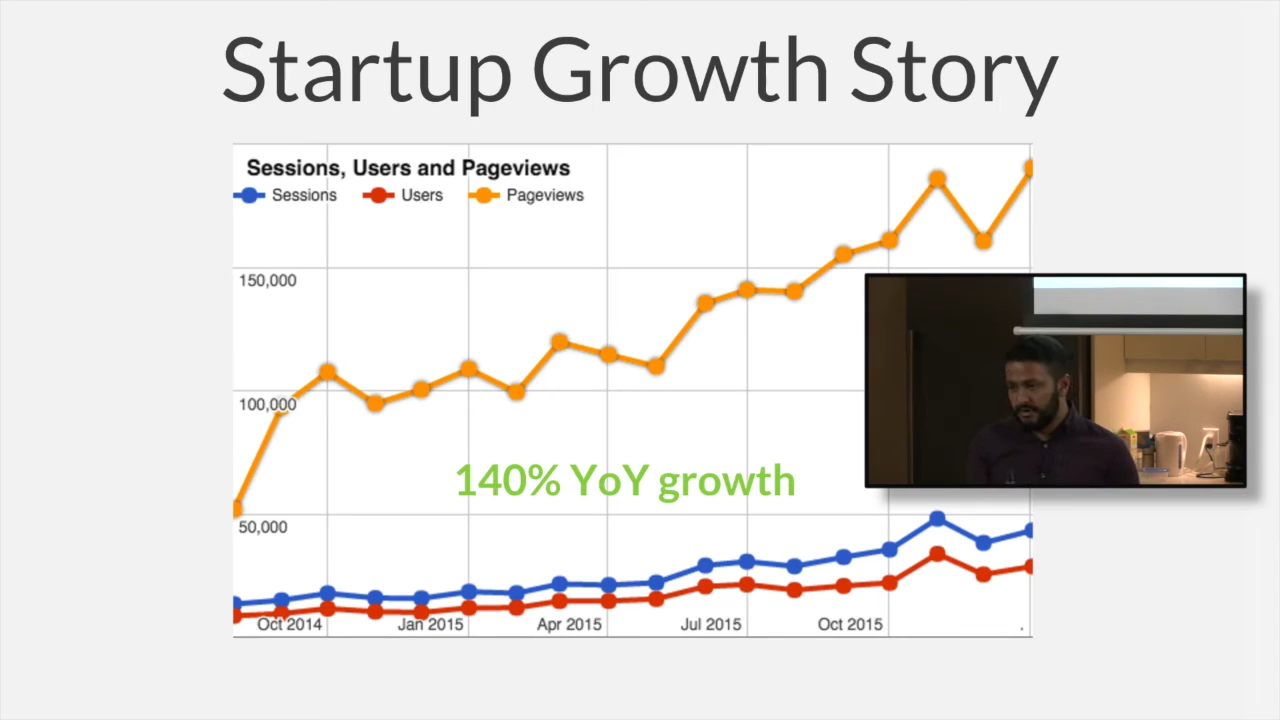 Startup Growth Story
Sessions, Users and Pageviews
Sessions Users Pageviews
150,000
100,000
140% YoY growth
50,000
Oct 2014 Jan 2015 Apr 2015 Jul 2015 Oct 2015 .